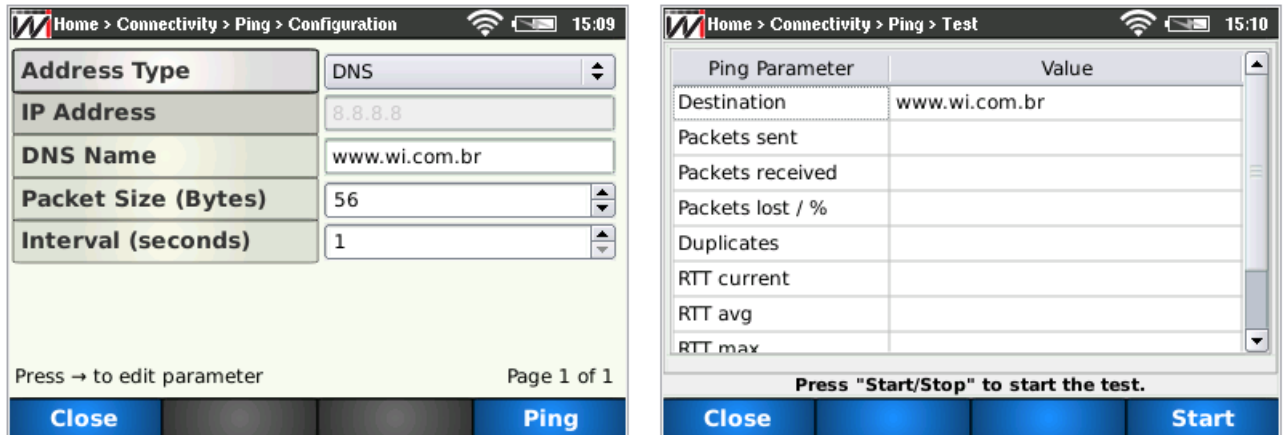 Home > Connectivity > Ping > Configuration 15:09
Address Type DNS
IP Address 8.8.8.8
DNS Name www.wi.com.br
Packet Size (Bytes) 56
Interval (seconds) 1
Press → to edit parameter Page 1 of 1
Close Ping
Home > Connectivity > Ping > Test 15:10
Ping Parameter Value
Destination www.wi.com.br
Packets sent
Packets received
Packets lost / %
Duplicates
RTT current
RTT avg
RTT max
Press "Start/Stop" to start the test.
Close Start